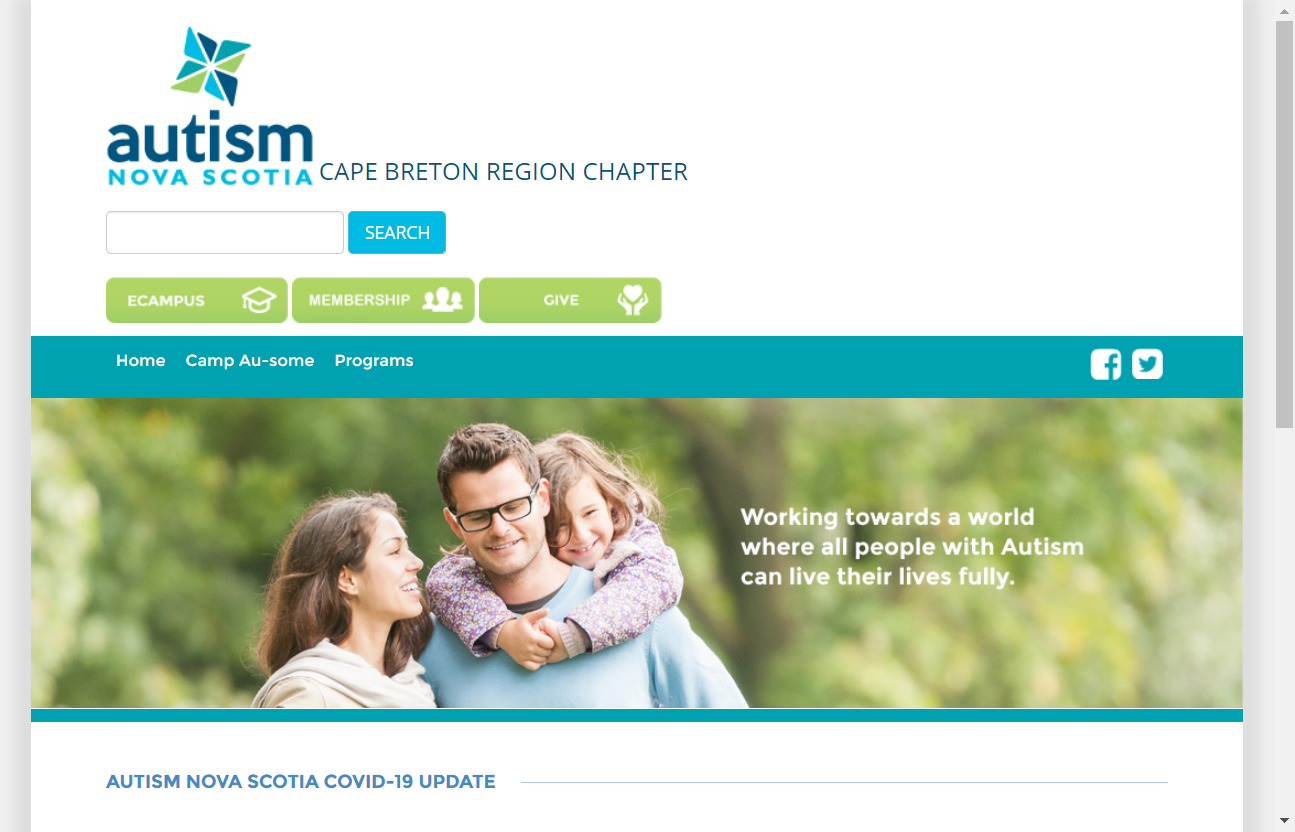 autism
NOVA SCOTIA
CAPE BRETON REGION CHAPTER
SEARCH
ECAMPUS
MEMBERSHIP
GIVE
Home
Camp Au-some
Programs
Working towards a world
where all people with Autism
can live their lives fully.
AUTISM NOVA SCOTIA COVID-19 UPDATE